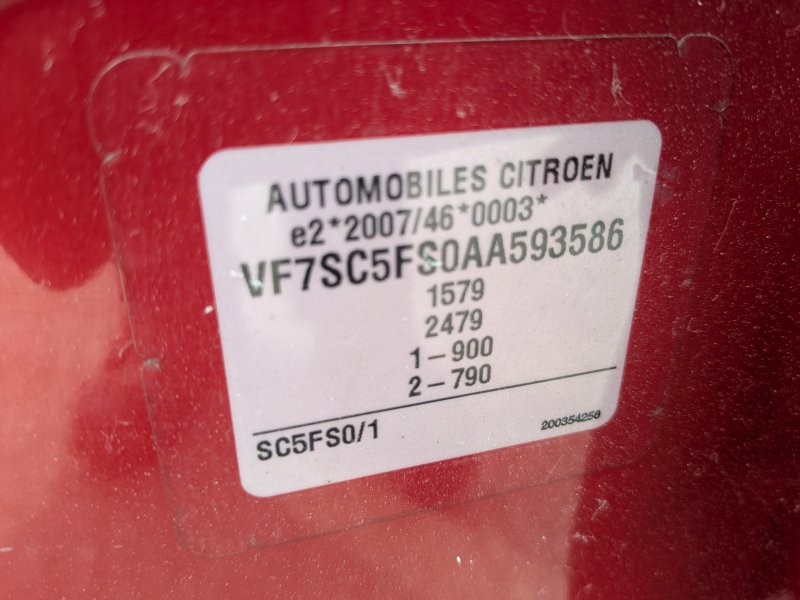 AUTOMOBILES CITROEN
e2*2007/46*0003*
VF7SC5FS0AA593586
1579
2479
1-900
2-790
SC5FS0/1
200354258